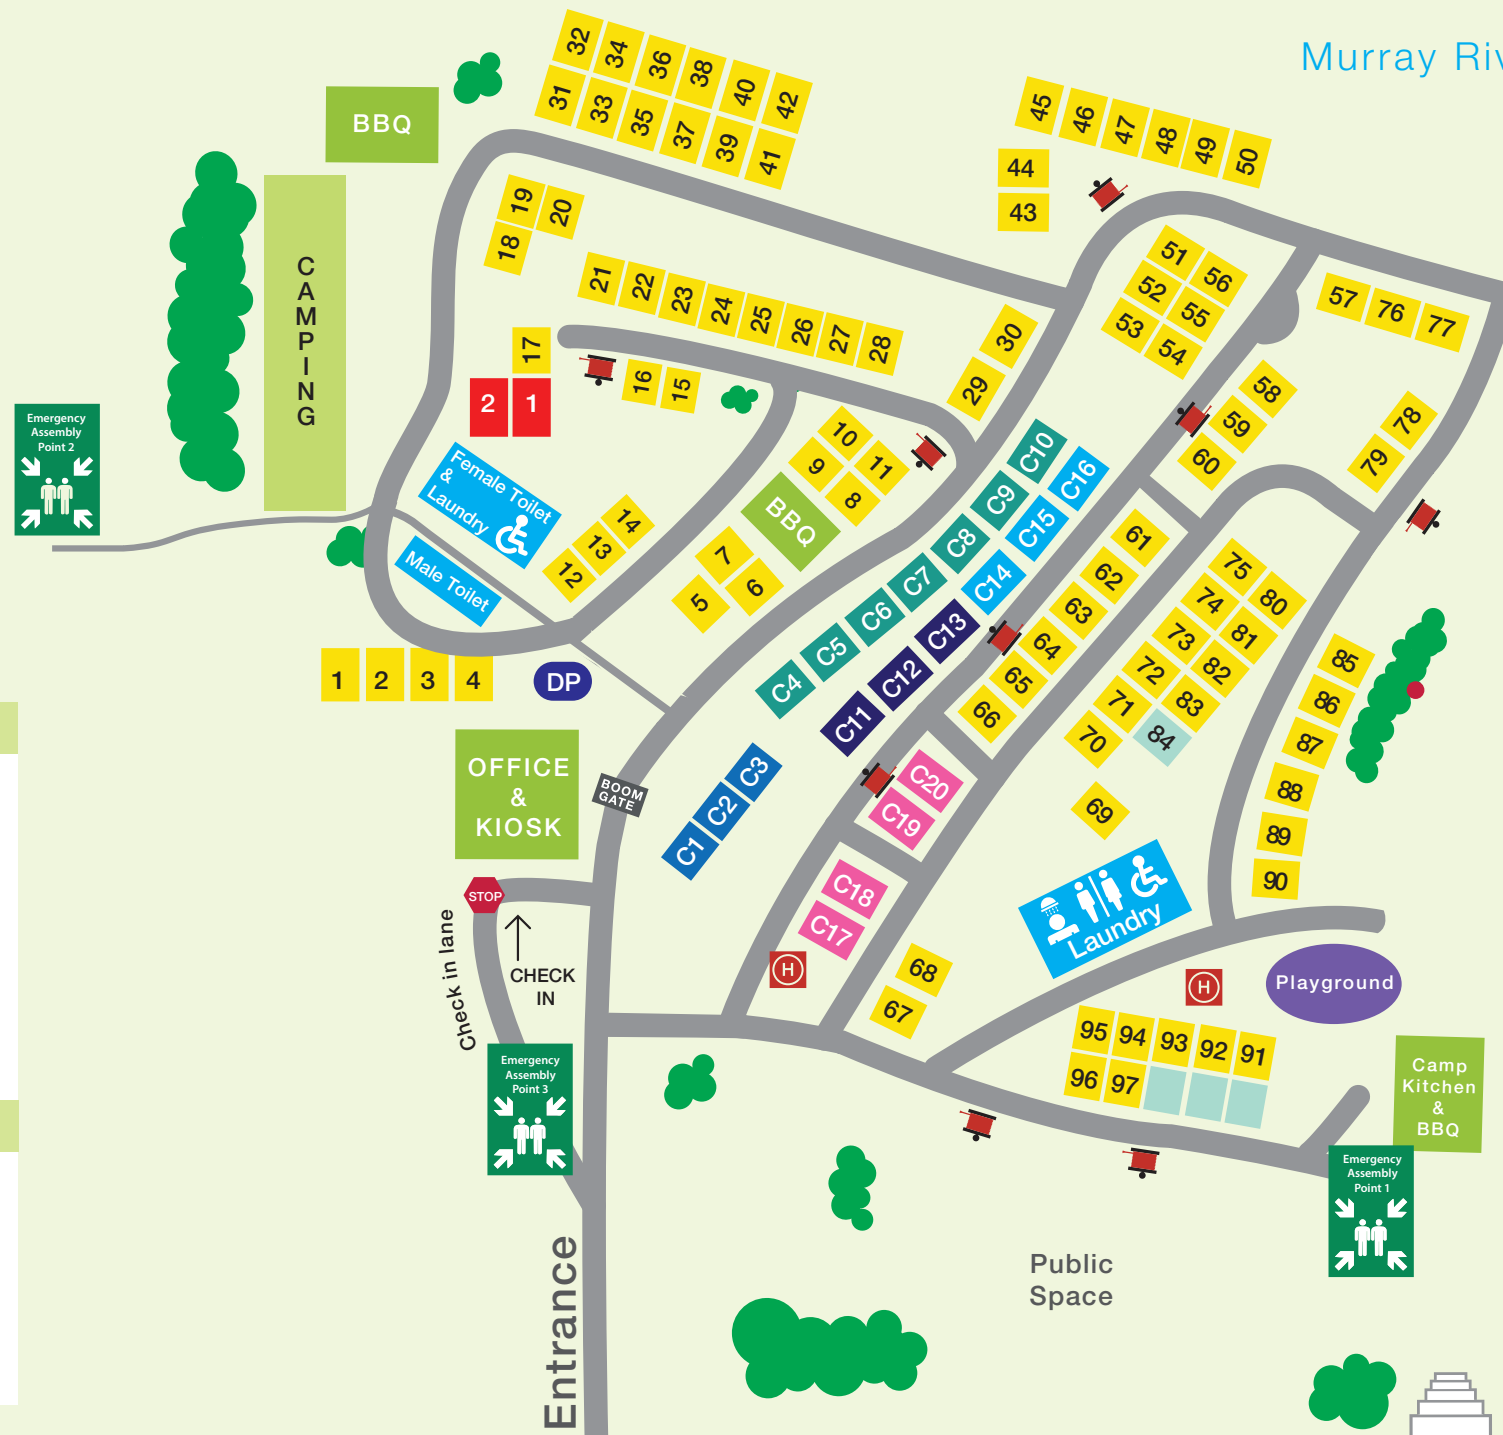 Murray Riv
32
34
36
38
40
42
31
33
35
37
39
41
BBQ
45
46
47
48
49
50
44
43
19
20
18
CAMPING
21
22
23
24
25
26
27
28
30
29
51
56
52
55
53
54
57
76
77
17
16
15
2
1
58
59
60
78
79
10
9
11
8
BBQ
Emergency
Assembly
Point 2
Female Toilet
&
Laundry
Male Toilet
14
13
12
7
6
5
1
2
3
4
DP
C10
C9
C8
C7
C6
C5
C4
C16
C15
C14
C13
C12
C11
C3
C2
C1
61
62
63
64
65
66
75
80
74
81
73
82
72
83
71
84
70
69
85
86
87
88
89
90
OFFICE
&
KIOSK
BOOM
GATE
C20
C19
C18
C17
STOP
Check in lane
CHECK
IN
H
68
67
Laundry
H
Playground
95
94
93
92
91
96
97
Camp
Kitchen
&
BBQ
Emergency
Assembly
Point 3
Emergency
Assembly
Point 1
Entrance
Public
Space